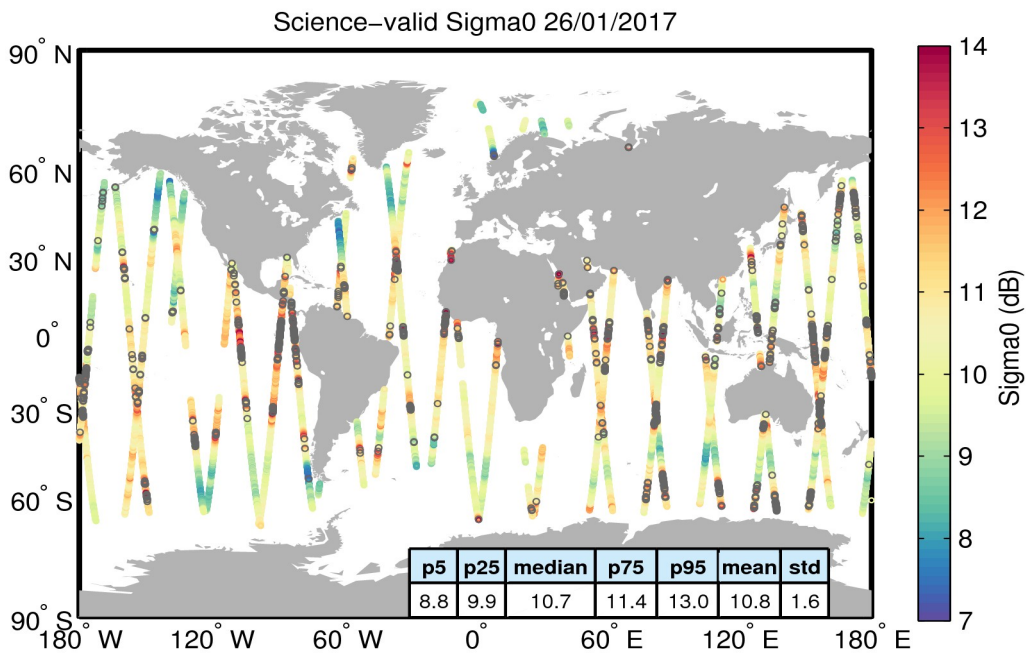 Science−valid Sigma0 26/01/2017
90° N
60° N
30° N
0°
30° S
60° S
90° S
180° W 120° W 60° W 0° 60° E 120° E 180° E
p5 p25 median p75 p95 mean std
8.8 9.9 10.7 11.4 13.0 10.8 1.6
14
13
12
11
10
9
8
7
Sigma0 (dB)